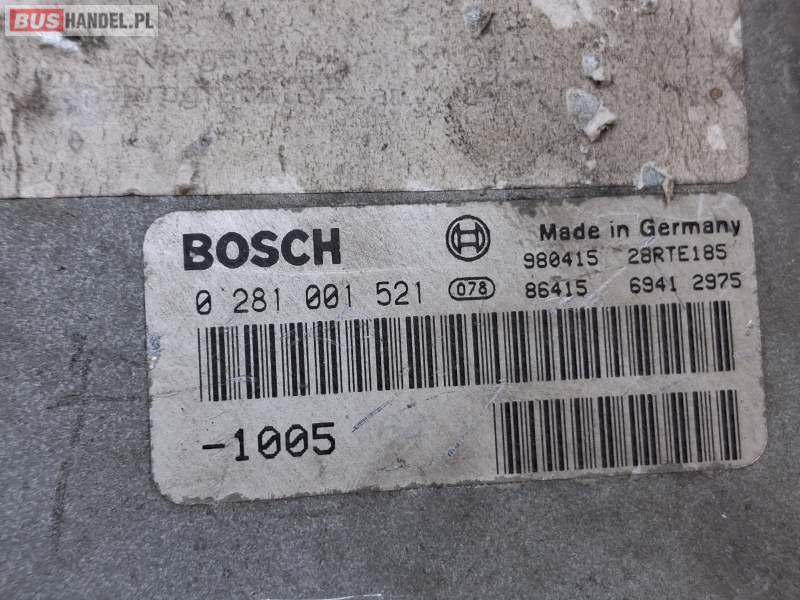 BUSHANDEL.PL
BOSCH
Made in Germany
980415 28RTE185
0 281 001 521 078 86415 6941 2975
-1005